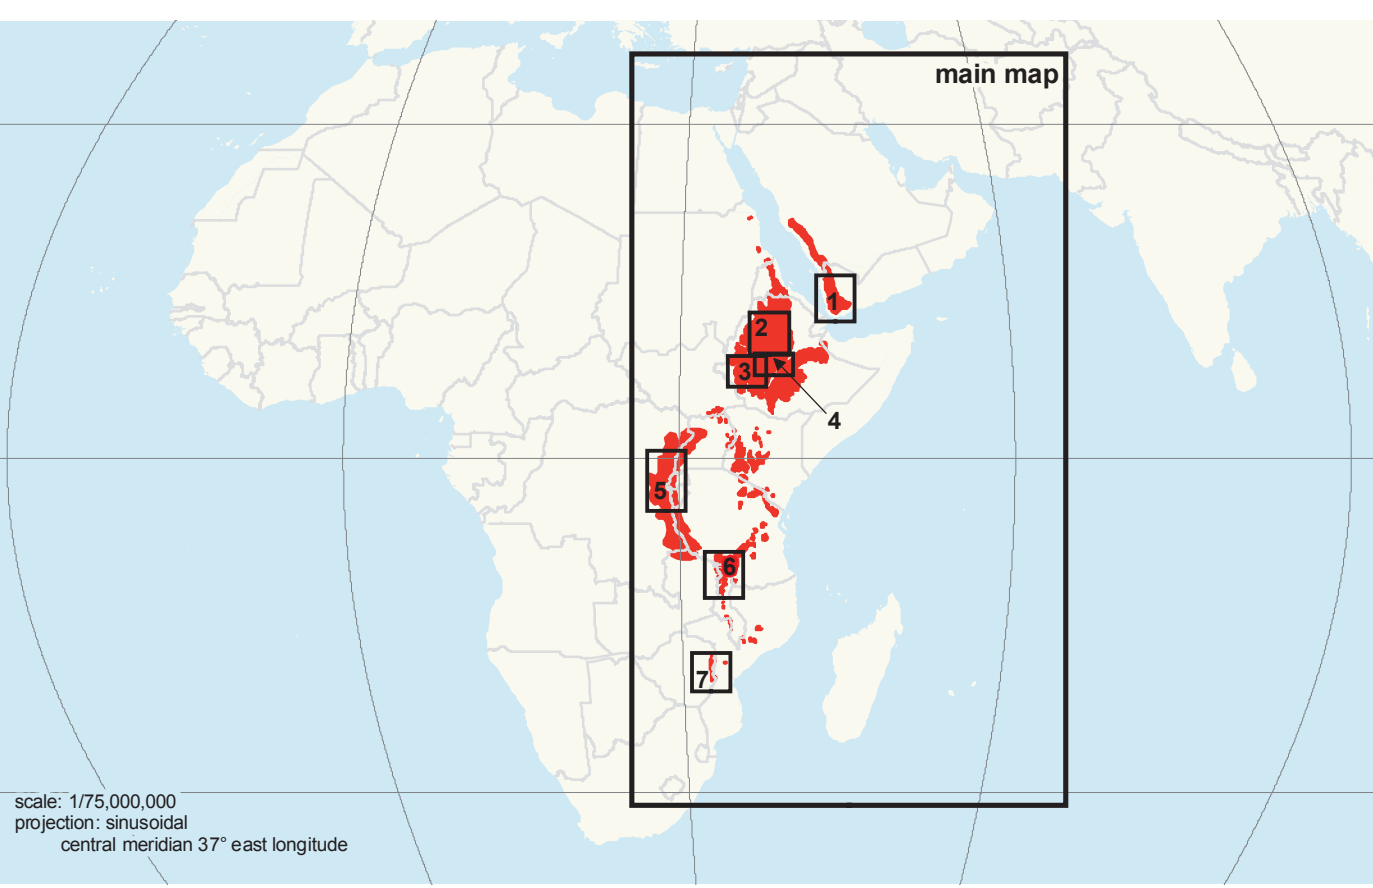 main map
1
2
3
4
5
6
7
scale: 1/75,000,000
projection: sinusoidal
central meridian 37° east longitude